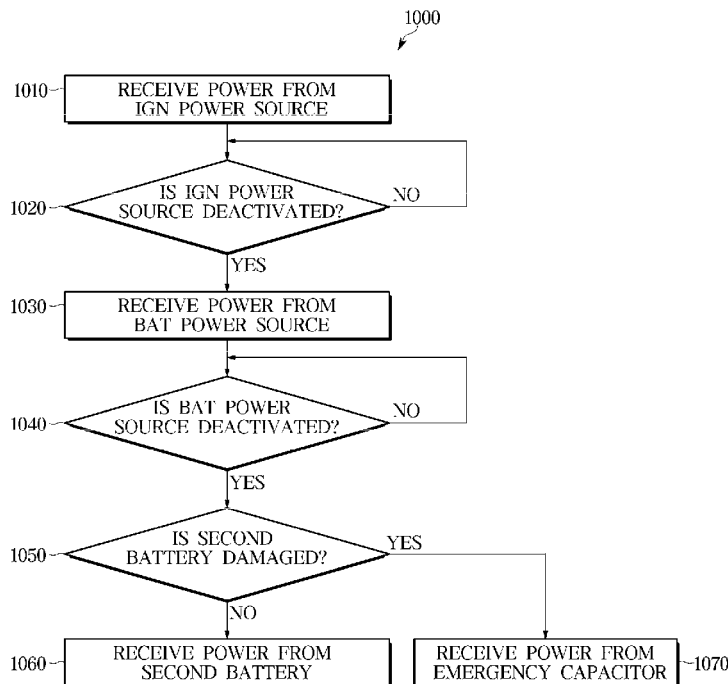 1000
1010
RECEIVE POWER FROM
IGN POWER SOURCE
1020
IS IGN POWER
SOURCE DEACTIVATED?
NO
YES
1030
RECEIVE POWER FROM
BAT POWER SOURCE
1040
IS BAT POWER
SOURCE DEACTIVATED?
NO
YES
1050
IS SECOND
BATTERY DAMAGED?
YES
NO
1060
RECEIVE POWER FROM
SECOND BATTERY
RECEIVE POWER FROM
EMERGENCY CAPACITOR
1070